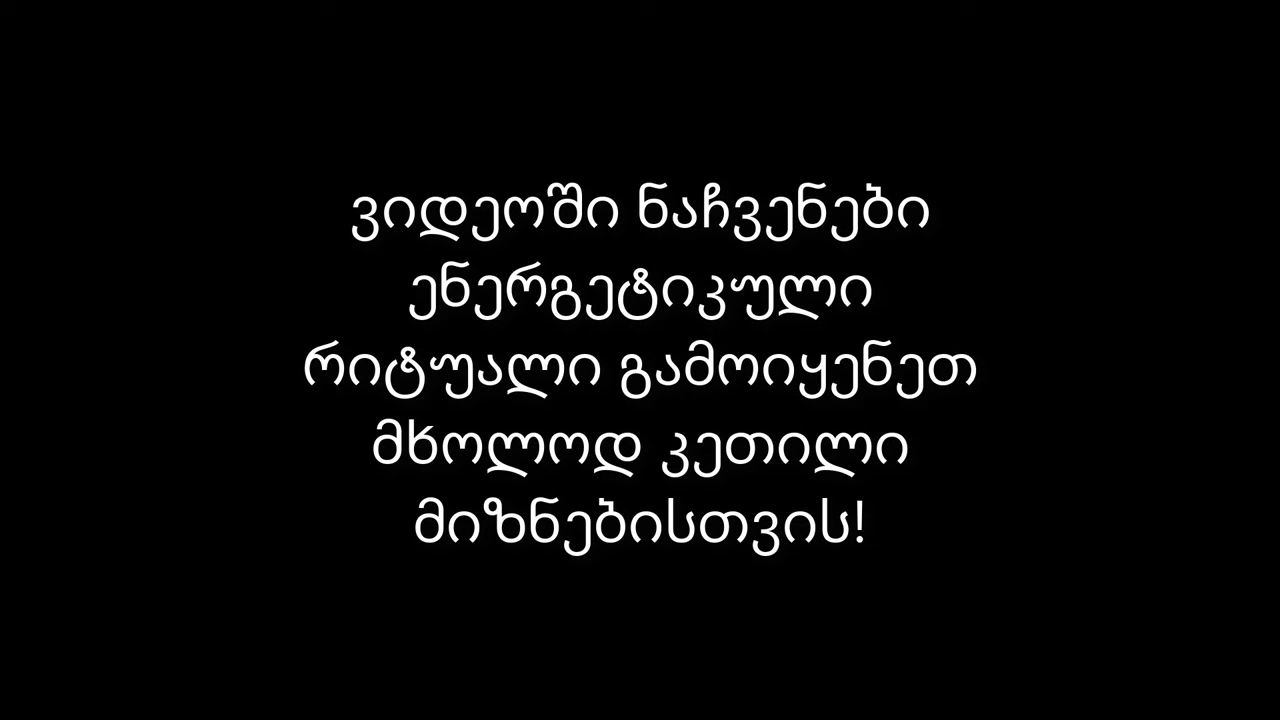 ვიდეოში ნაჩვენები
ენერგეტიკული
რიტუალი გამოიყენეთ
მხოლოდ კეთილი
მიზნებისთვის!